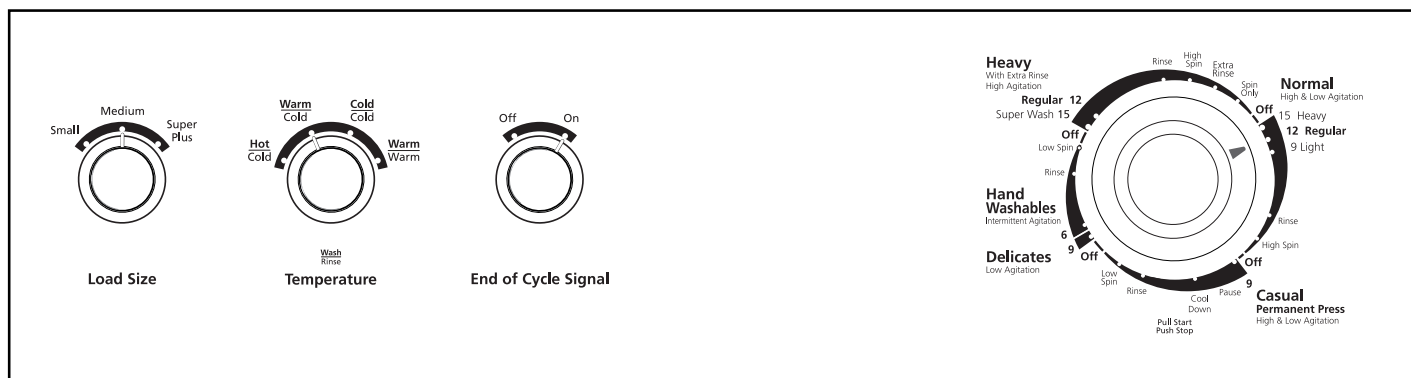 Small
Medium
Super
Plus
Load Size
Hot
Cold
Warm
Cold
Cold
Cold
Warm
Warm
Wash
Rinse
Temperature
Off
On
End of Cycle Signal
Heavy
With Extra Rinse
High Agitation
Regular 12
Super Wash 15
Off
Low Spin
Rinse
Hand
Washables
Intermittent Agitation
6
9
Off
Delicates
Low Agitation
Rinse
High
Spin
Extra
Rinse
Spin
Only
Off
Normal
High & Low Agitation
15 Heavy
12 Regular
9 Light
Rinse
High Spin
Off
9
Casual
Permanent Press
High & Low Agitation
Pause
Cool
Down
Rinse
Low
Spin
Pull Start
Push Stop